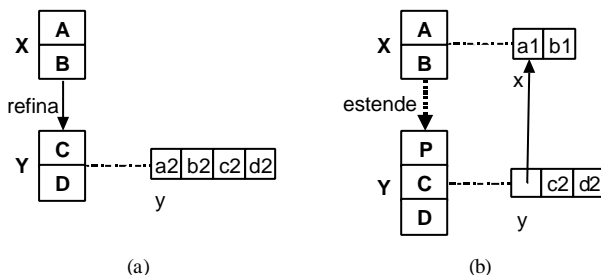 X
A
B
refina
Y
C
D
a2 b2 c2 d2
y
(a)
X
A
B
a1 b1
x
estende
Y
P
C
D
c2 d2
y
(b)